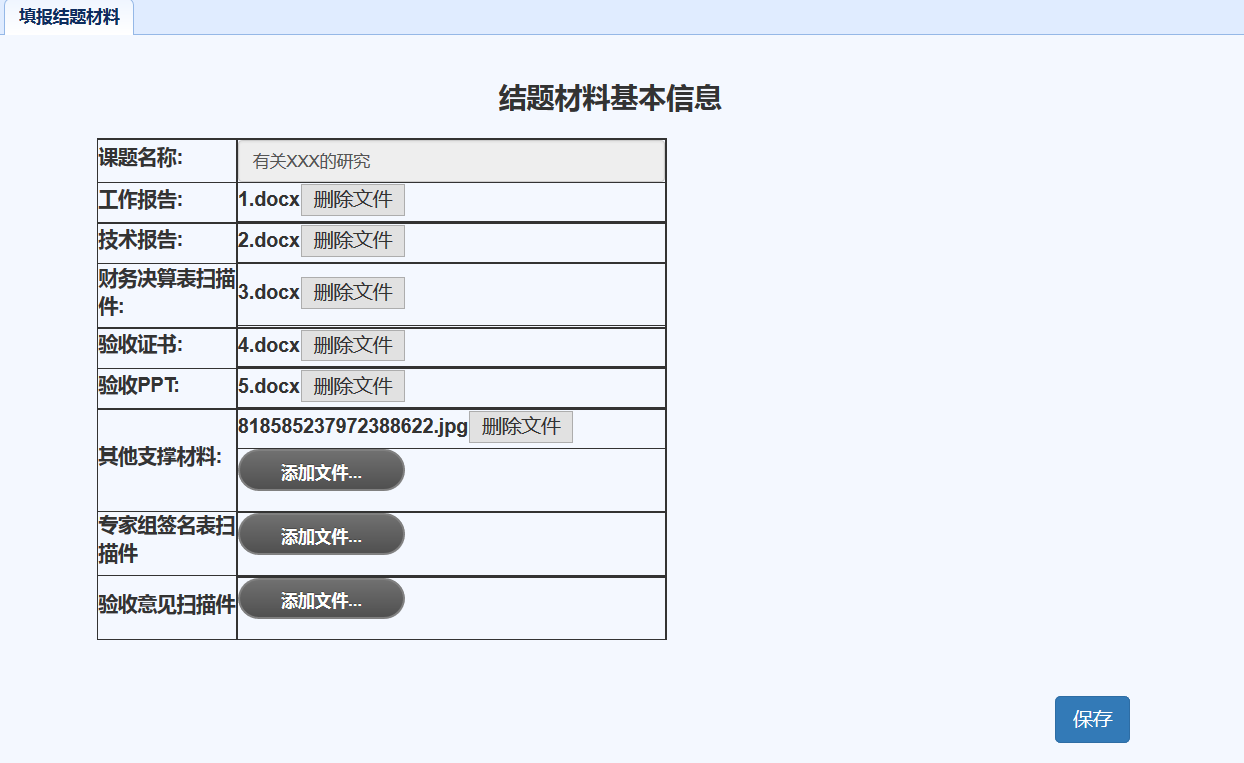 填报结题材料
结题材料基本信息
课题名称: 有关XXX的研究
工作报告: 1.docx 删除文件
技术报告: 2.docx 删除文件
财务决算表扫描
件: 3.docx 删除文件
验收证书: 4.docx 删除文件
验收PPT: 5.docx 删除文件
其他支撑材料: 818585237972388622.jpg 删除文件
添加文件...
专家组签名表扫
描件 添加文件...
验收意见扫描件 添加文件...
保存